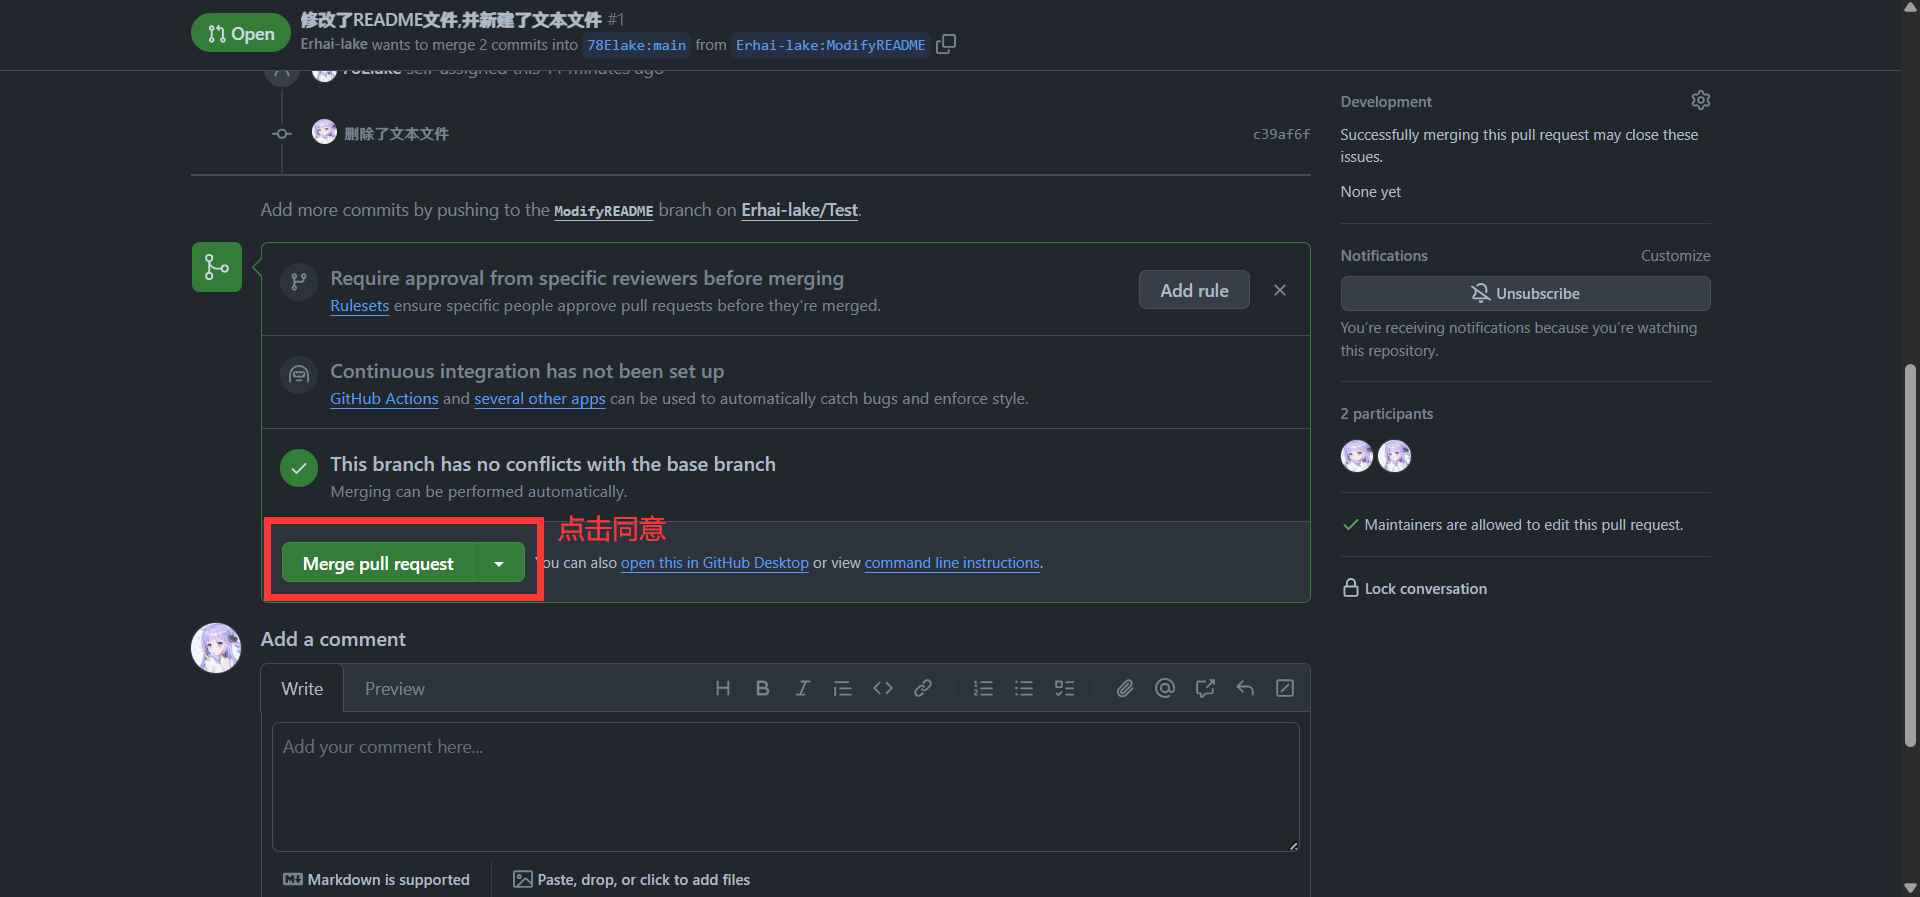 Open
修改了README文件,并新建了文本文件 #1
Erhai-lake wants to merge 2 commits into 78Elake:main from Erhai-lake:ModifyREADME
78Elake self-assigned this 11 minutes ago
删除了文本文件 c39af6f
Add more commits by pushing to the ModifyREADME branch on Erhai-lake/Test.
Require approval from specific reviewers before merging
Rulesets ensure specific people approve pull requests before they're merged.
Add rule
Continuous integration has not been set up
GitHub Actions and several other apps can be used to automatically catch bugs and enforce style.
This branch has no conflicts with the base branch
Merging can be performed automatically.
点击同意
Merge pull request
You can also open this in GitHub Desktop or view command line instructions.
Add a comment
Write Preview
Add your comment here...
Markdown is supported
Paste, drop, or click to add files
Development
Successfully merging this pull request may close these
issues.
None yet
Notifications Customize
Unsubscribe
You're receiving notifications because you're watching
this repository.
2 participants
Maintainers are allowed to edit this pull request.
Lock conversation